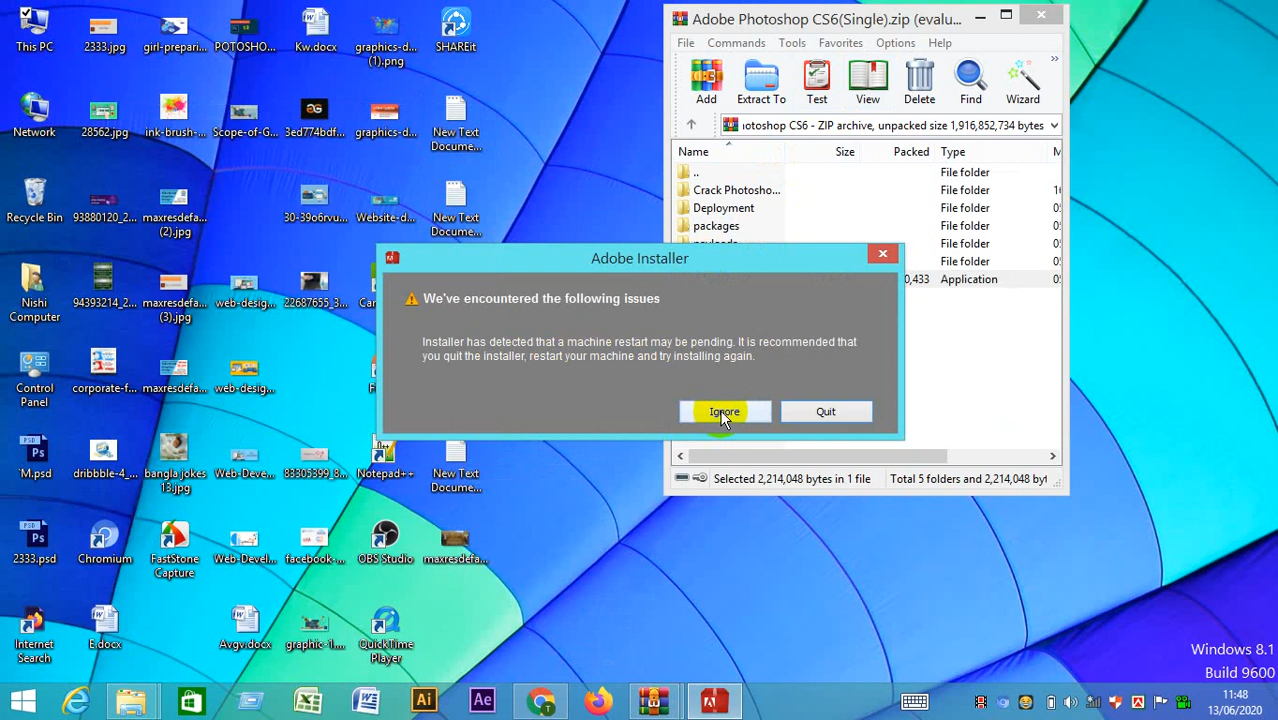 This PC
2333.jpg
girl-prepari...
POTOSHO...
Kw.docx
graphics-d...
(1).png
SHAREit
Network
28562.jpg
ink-brush-...
Scope-of-G...
3ed774bdf...
graphics-d...
New Text
Docume...
Recycle Bin
93880120_2...
maxresdefa...
(2).jpg
30-39o6rvu...
Website-d...
New Text
Docume...
Nishi
Computer
94393214_2...
maxresdefa...
(3).jpg
web-desig...
22687655_3...
Control
Panel
corporate-f...
maxresdefa...
web-desig...
`M.psd
dribbble-4_...
bangla jokes
13.jpg
Web-Deve...
83305399_8...
Notepad++
New Text
Docume...
2333.psd
Chromium
FastStone
Capture
Web-Devel...
facebook-...
OBS Studio
maxresdefa...
Internet
Search
E.docx
Avgv.docx
graphic-1....
QuickTime
Player
Adobe Photoshop CS6(Single).zip (evalu...
File Commands Tools Favorites Options Help
Add Extract To Test View Delete Find Wizard
otoshop CS6 - ZIP archive, unpacked size 1,916,852,734 bytes
Name Size Packed Type M
.. File folder
Crack Photosho... File folder
Deployment File folder
packages File folder
File folder
File folder
0,433 Application
Adobe Installer
We've encountered the following issues
Installer has detected that a machine restart may be pending. It is recommended that
you quit the installer, restart your machine and try installing again.
Ignore Quit
Selected 2,214,048 bytes in 1 file Total 5 folders and 2,214,048 byt
Windows 8.1
Build 9600
Ai
Ae
11:48
13/06/2020